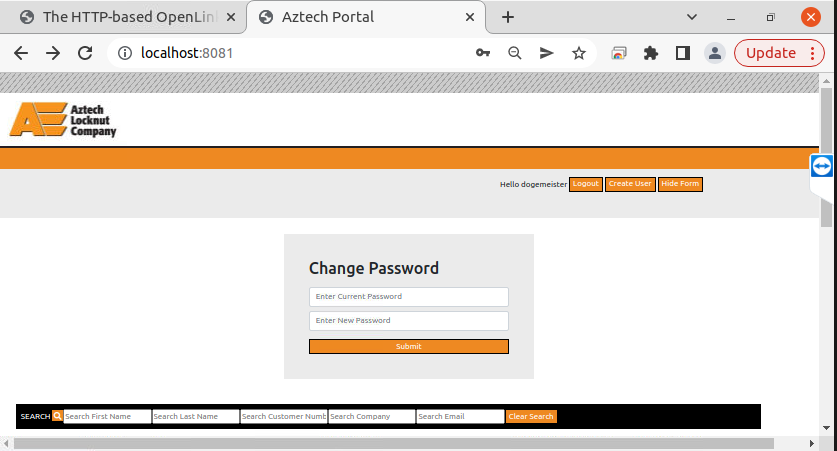 The HTTP-based OpenLin
Aztech Portal
localhost:8081
Update
Aztech
Locknut
Company
Hello dogemeister Logout Create User Hide Form
Change Password
Enter Current Password
Enter New Password
Submit
SEARCH Search First Name Search Last Name Search Customer Numb Search Company Search Email Clear Search